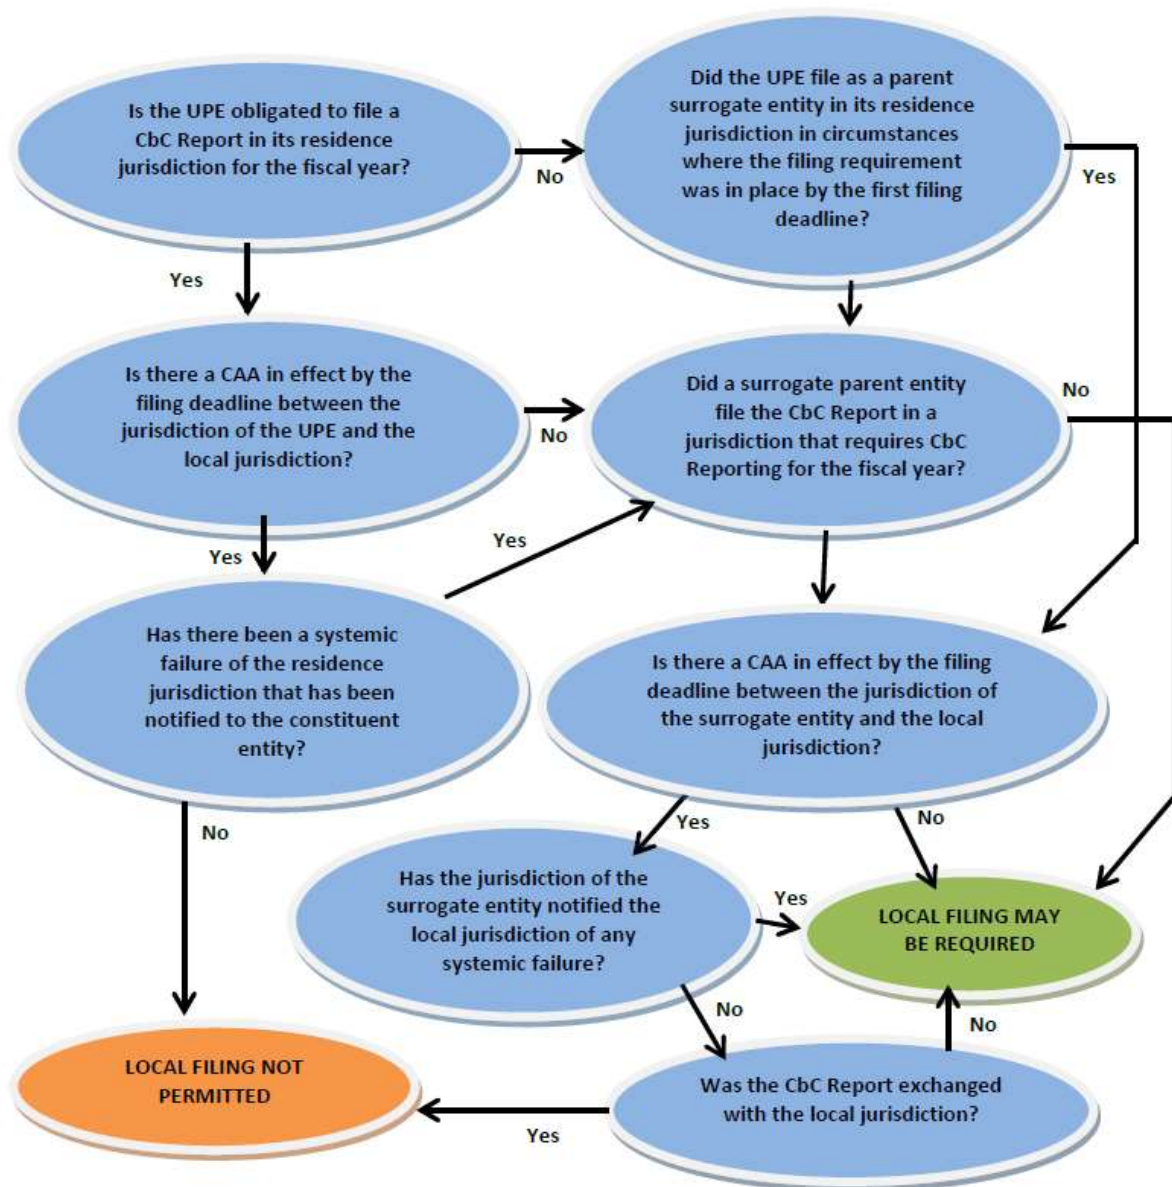 Is the UPE obligated to file a
CbC Report in its residence
jurisdiction for the fiscal year?
No
Did the UPE file as a parent
surrogate entity in its residence
jurisdiction in circumstances
where the filing requirement
was in place by the first filing
deadline?
Yes
Yes
Is there a CAA in effect by the
filing deadline between the
jurisdiction of the UPE and the
local jurisdiction?
No
Did a surrogate parent entity
file the CbC Report in a
jurisdiction that requires CbC
Reporting for the fiscal year?
No
Yes
Yes
Has there been a systemic
failure of the residence
jurisdiction that has been
notified to the constituent
entity?
Is there a CAA in effect by the filing
deadline between the jurisdiction of
the surrogate entity and the local
jurisdiction?
No
Yes
No
Has the jurisdiction of the
surrogate entity notified the
local jurisdiction of any
systemic failure?
Yes
LOCAL FILING MAY
BE REQUIRED
No
No
LOCAL FILING NOT
PERMITTED
Was the CbC Report exchanged
with the local jurisdiction?
Yes